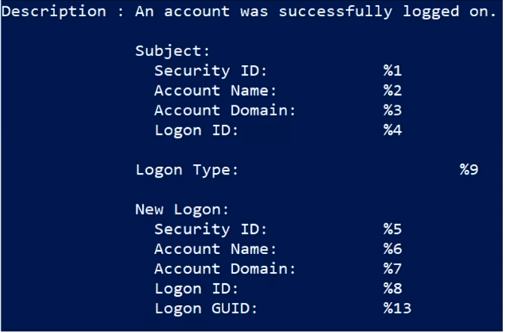 Description : An account was successfully logged on.
Subject:
Security ID: %1
Account Name: %2
Account Domain: %3
Logon ID: %4
Logon Type: %9
New Logon:
Security ID: %5
Account Name: %6
Account Domain: %7
Logon ID: %8
Logon GUID: %13